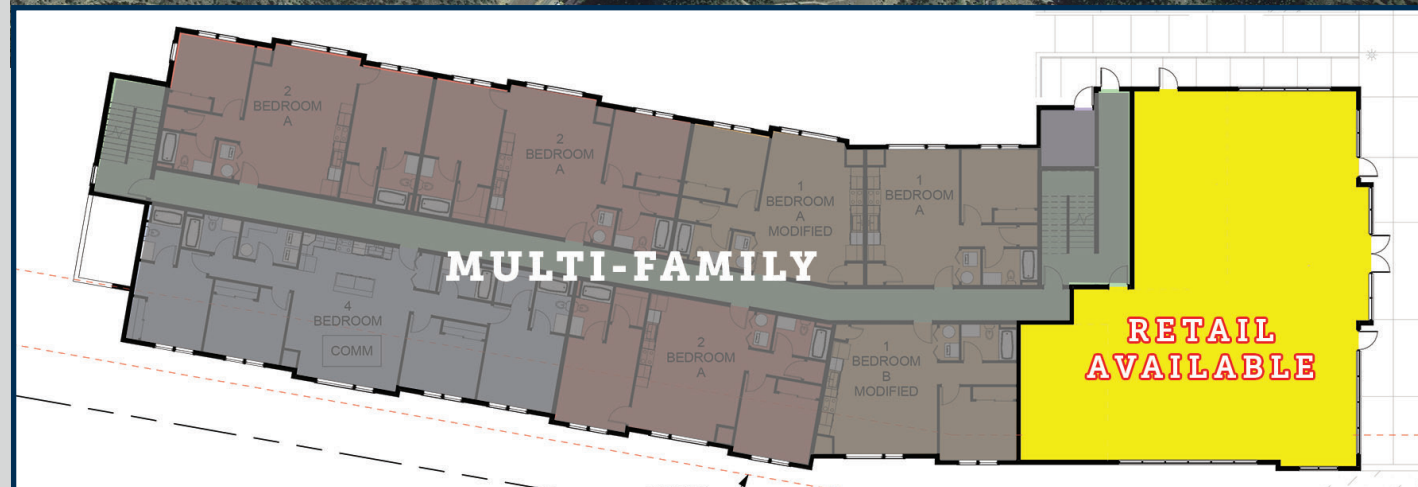 2
BEDROOM
A
2
BEDROOM
A
1
BEDROOM
A
MODIFIED
1
BEDROOM
A
MULTI-FAMILY
4
BEDROOM
COMM
2
BEDROOM
A
1
BEDROOM
B
MODIFIED
RETAIL
AVAILABLE